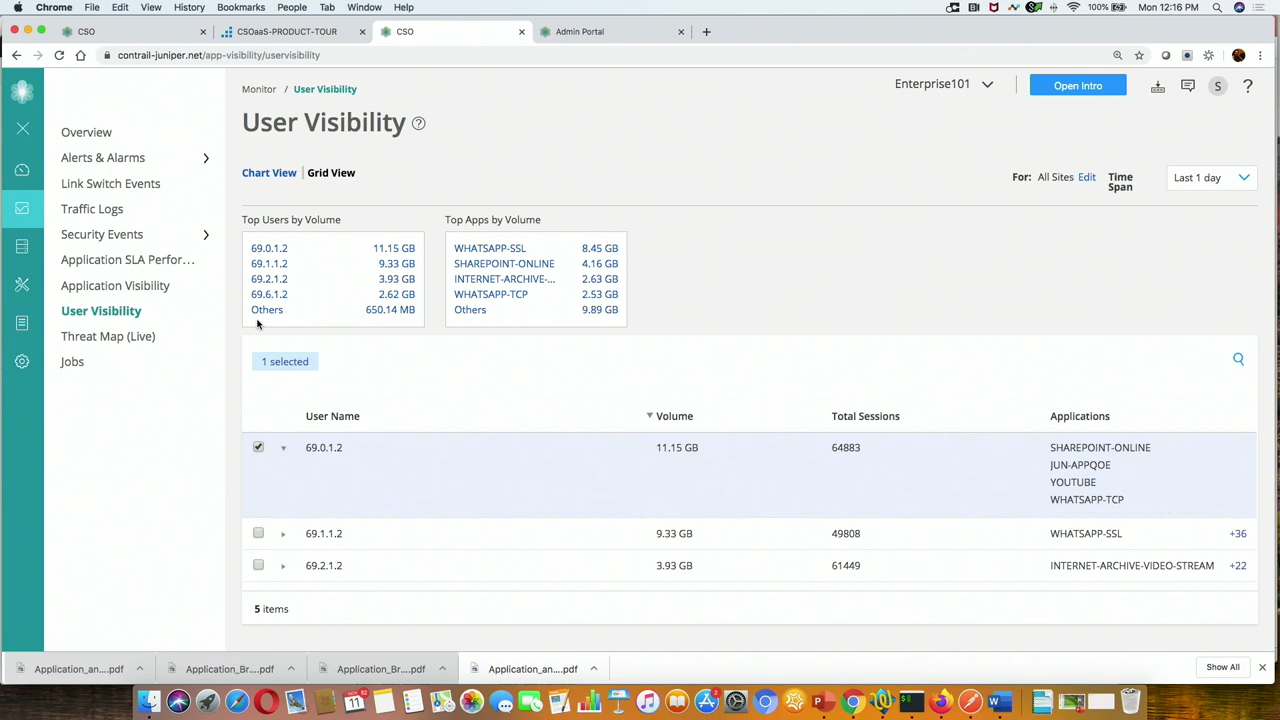 Chrome File Edit View History Bookmarks People Tab Window Help
100% Mon 12:16 PM
CSO
CSOaaS-PRODUCT-TOUR
CSO
Admin Portal
contrail-juniper.net/app-visibility/uservisibility
Monitor / User Visibility
Enterprise101
Open Intro
S
?
User Visibility
Overview
Alerts & Alarms
Link Switch Events
Traffic Logs
Security Events
Application SLA Perfor...
Application Visibility
User Visibility
Threat Map (Live)
Jobs
Chart View Grid View
For: All Sites Edit Time Span Last 1 day
Top Users by Volume
69.0.1.2 11.15 GB
69.1.1.2 9.33 GB
69.2.1.2 3.93 GB
69.6.1.2 2.62 GB
Others 650.14 MB
Top Apps by Volume
WHATSAPP-SSL 8.45 GB
SHAREPOINT-ONLINE 4.16 GB
INTERNET-ARCHIVE-... 2.63 GB
WHATSAPP-TCP 2.53 GB
Others 9.89 GB
1 selected
User Name Volume Total Sessions Applications
69.0.1.2 11.15 GB 64883 SHAREPOINT-ONLINE
JUN-APPQOE
YOUTUBE
WHATSAPP-TCP
69.1.1.2 9.33 GB 49808 WHATSAPP-SSL +36
69.2.1.2 3.93 GB 61449 INTERNET-ARCHIVE-VIDEO-STREAM +22
5 items
Application_an....pdf
Application_Br....pdf
Application_Br....pdf
Application_an....pdf
Show All